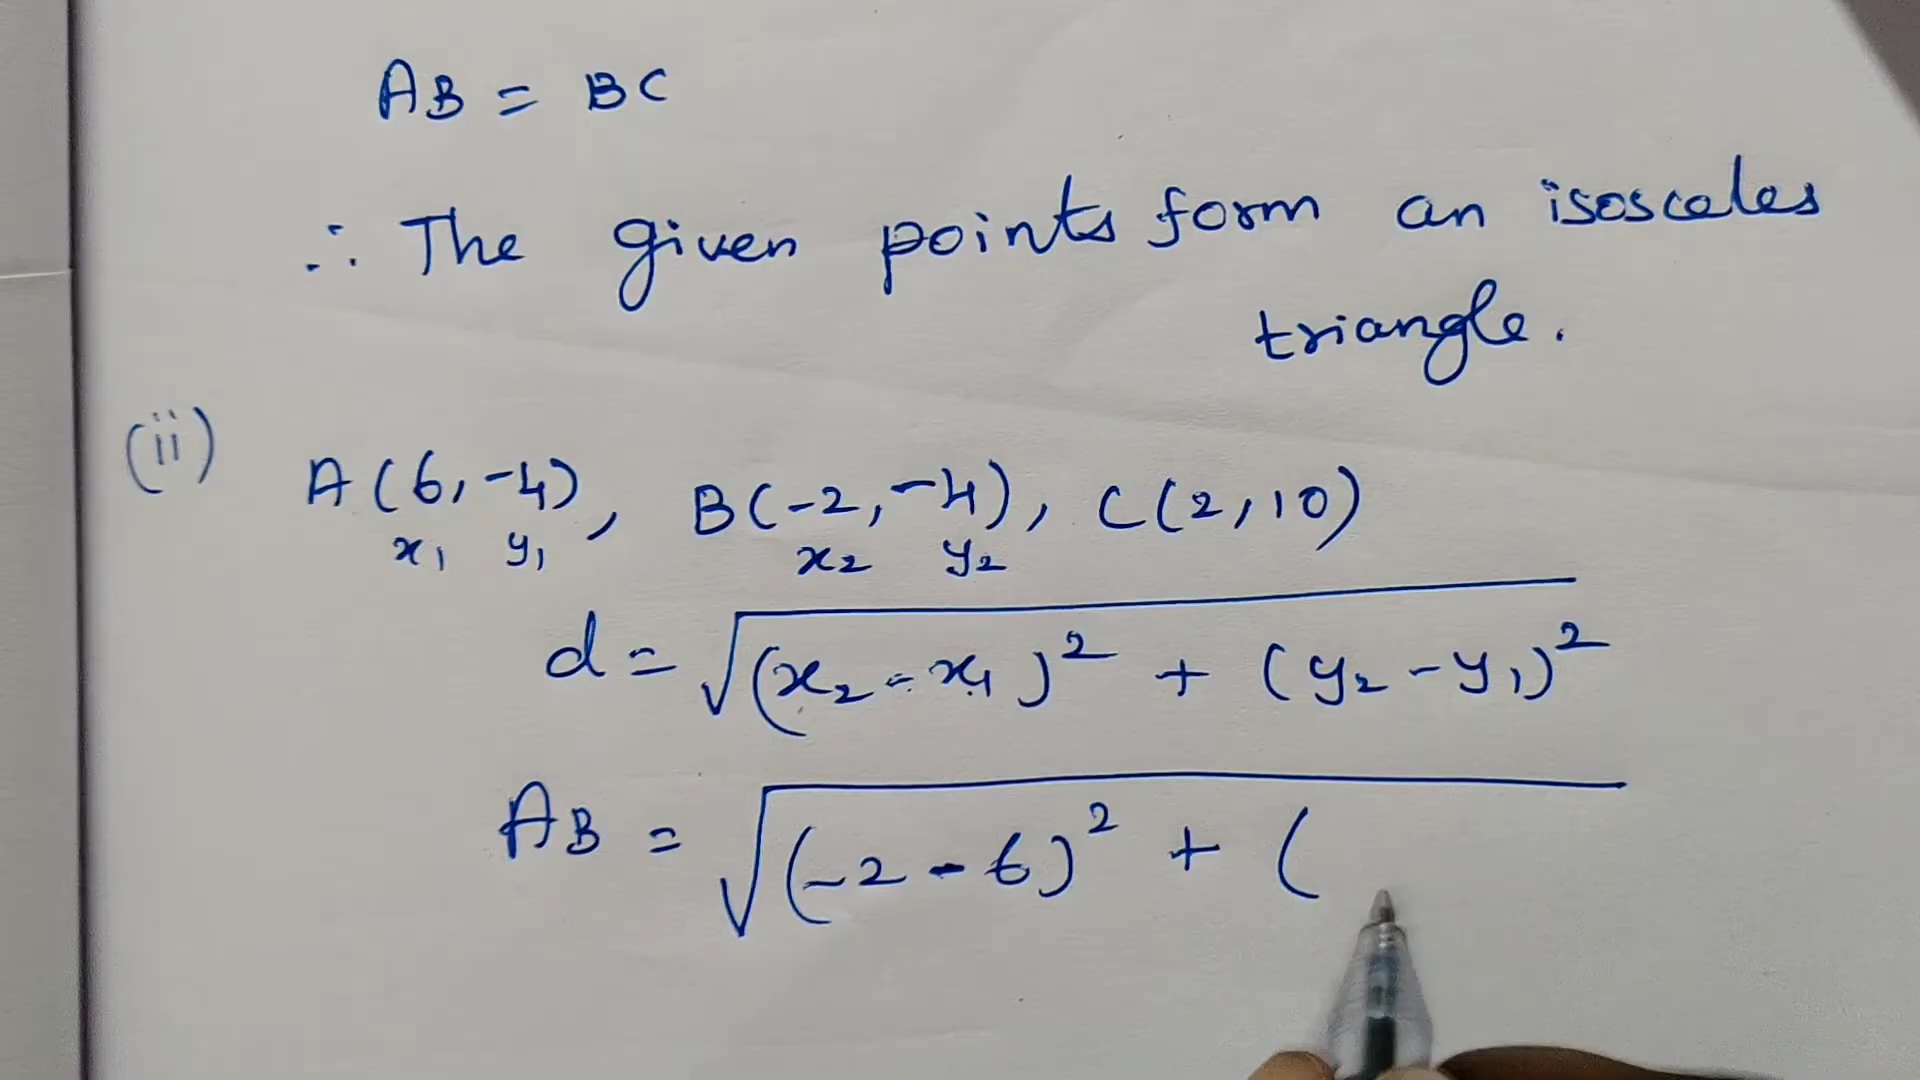 AB = BC
∴ The given points form an isosceles
triangle.
(ii)
A(6,-4), B(-2,-4), C(2,10)
x₁ y₁ x₂ y₂
d = √(x₂-x₁)² + (y₂-y₁)²
AB = √(-2-6)² + (